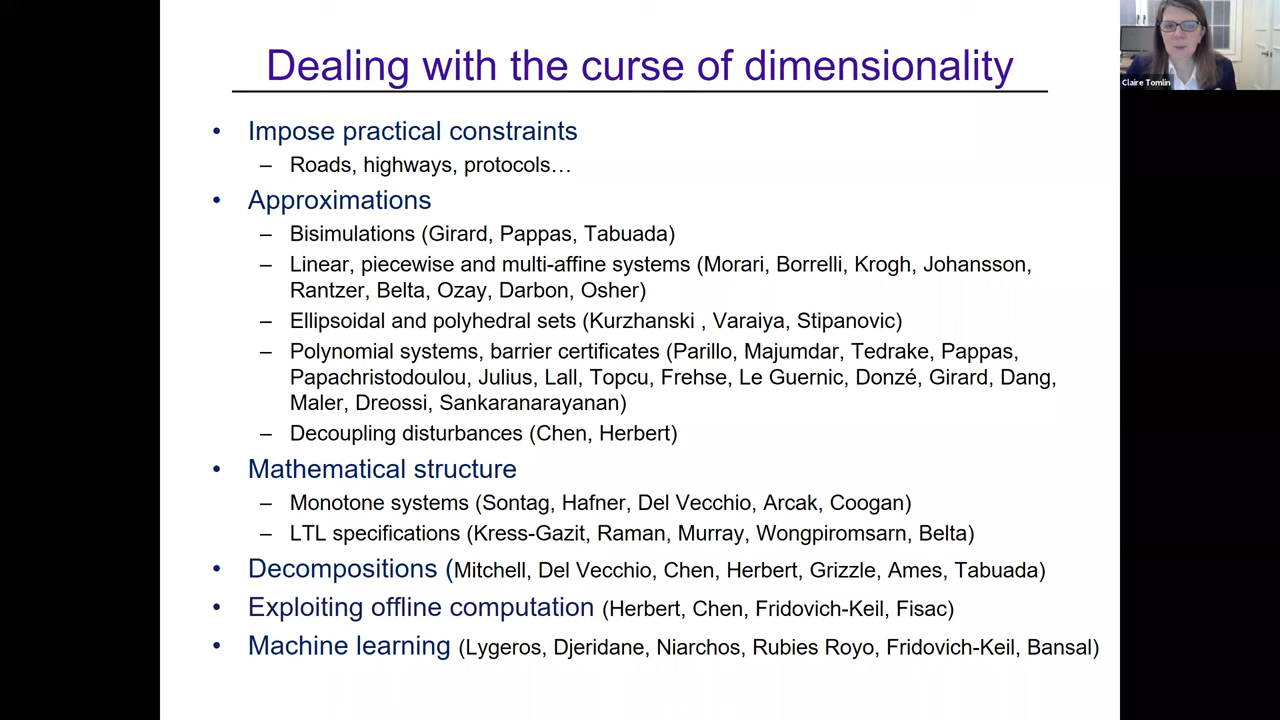 Dealing with the curse of dimensionality
• Impose practical constraints
– Roads, highways, protocols…
• Approximations
– Bisimulations (Girard, Pappas, Tabuada)
– Linear, piecewise and multi-affine systems (Morari, Borrelli, Krogh, Johansson,
Rantzer, Belta, Ozay, Darbon, Osher)
– Ellipsoidal and polyhedral sets (Kurzhanski , Varaiya, Stipanovic)
– Polynomial systems, barrier certificates (Parillo, Majumdar, Tedrake, Pappas,
Papachristodoulou, Julius, Lall, Topcu, Frehse, Le Guernic, Donzé, Girard, Dang,
Maler, Dreossi, Sankaranarayanan)
– Decoupling disturbances (Chen, Herbert)
• Mathematical structure
– Monotone systems (Sontag, Hafner, Del Vecchio, Arcak, Coogan)
– LTL specifications (Kress-Gazit, Raman, Murray, Wongpiromsarn, Belta)
• Decompositions (Mitchell, Del Vecchio, Chen, Herbert, Grizzle, Ames, Tabuada)
• Exploiting offline computation (Herbert, Chen, Fridovich-Keil, Fisac)
• Machine learning (Lygeros, Djeridane, Niarchos, Rubies Royo, Fridovich-Keil, Bansal)
Claire Tomlin